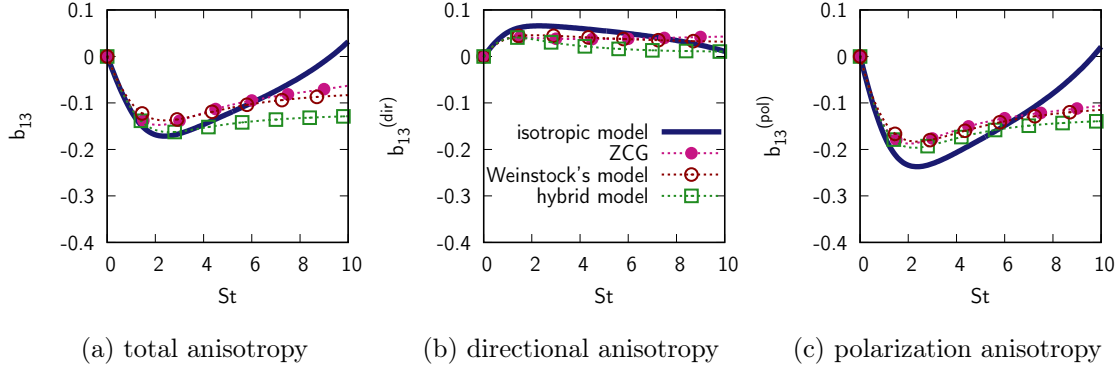 0.1
0
-0.1
-0.2
-0.3
-0.4
0 2 4 6 8 10
b13
St
(a) total anisotropy
0.1
0
-0.1
-0.2
-0.3
-0.4
0 2 4 6 8 10
b13(dir)
St
isotropic model
ZCG
Weinstock's model
hybrid model
(b) directional anisotropy
0.1
0
-0.1
-0.2
-0.3
-0.4
0 2 4 6 8 10
b13(pol)
St
(c) polarization anisotropy